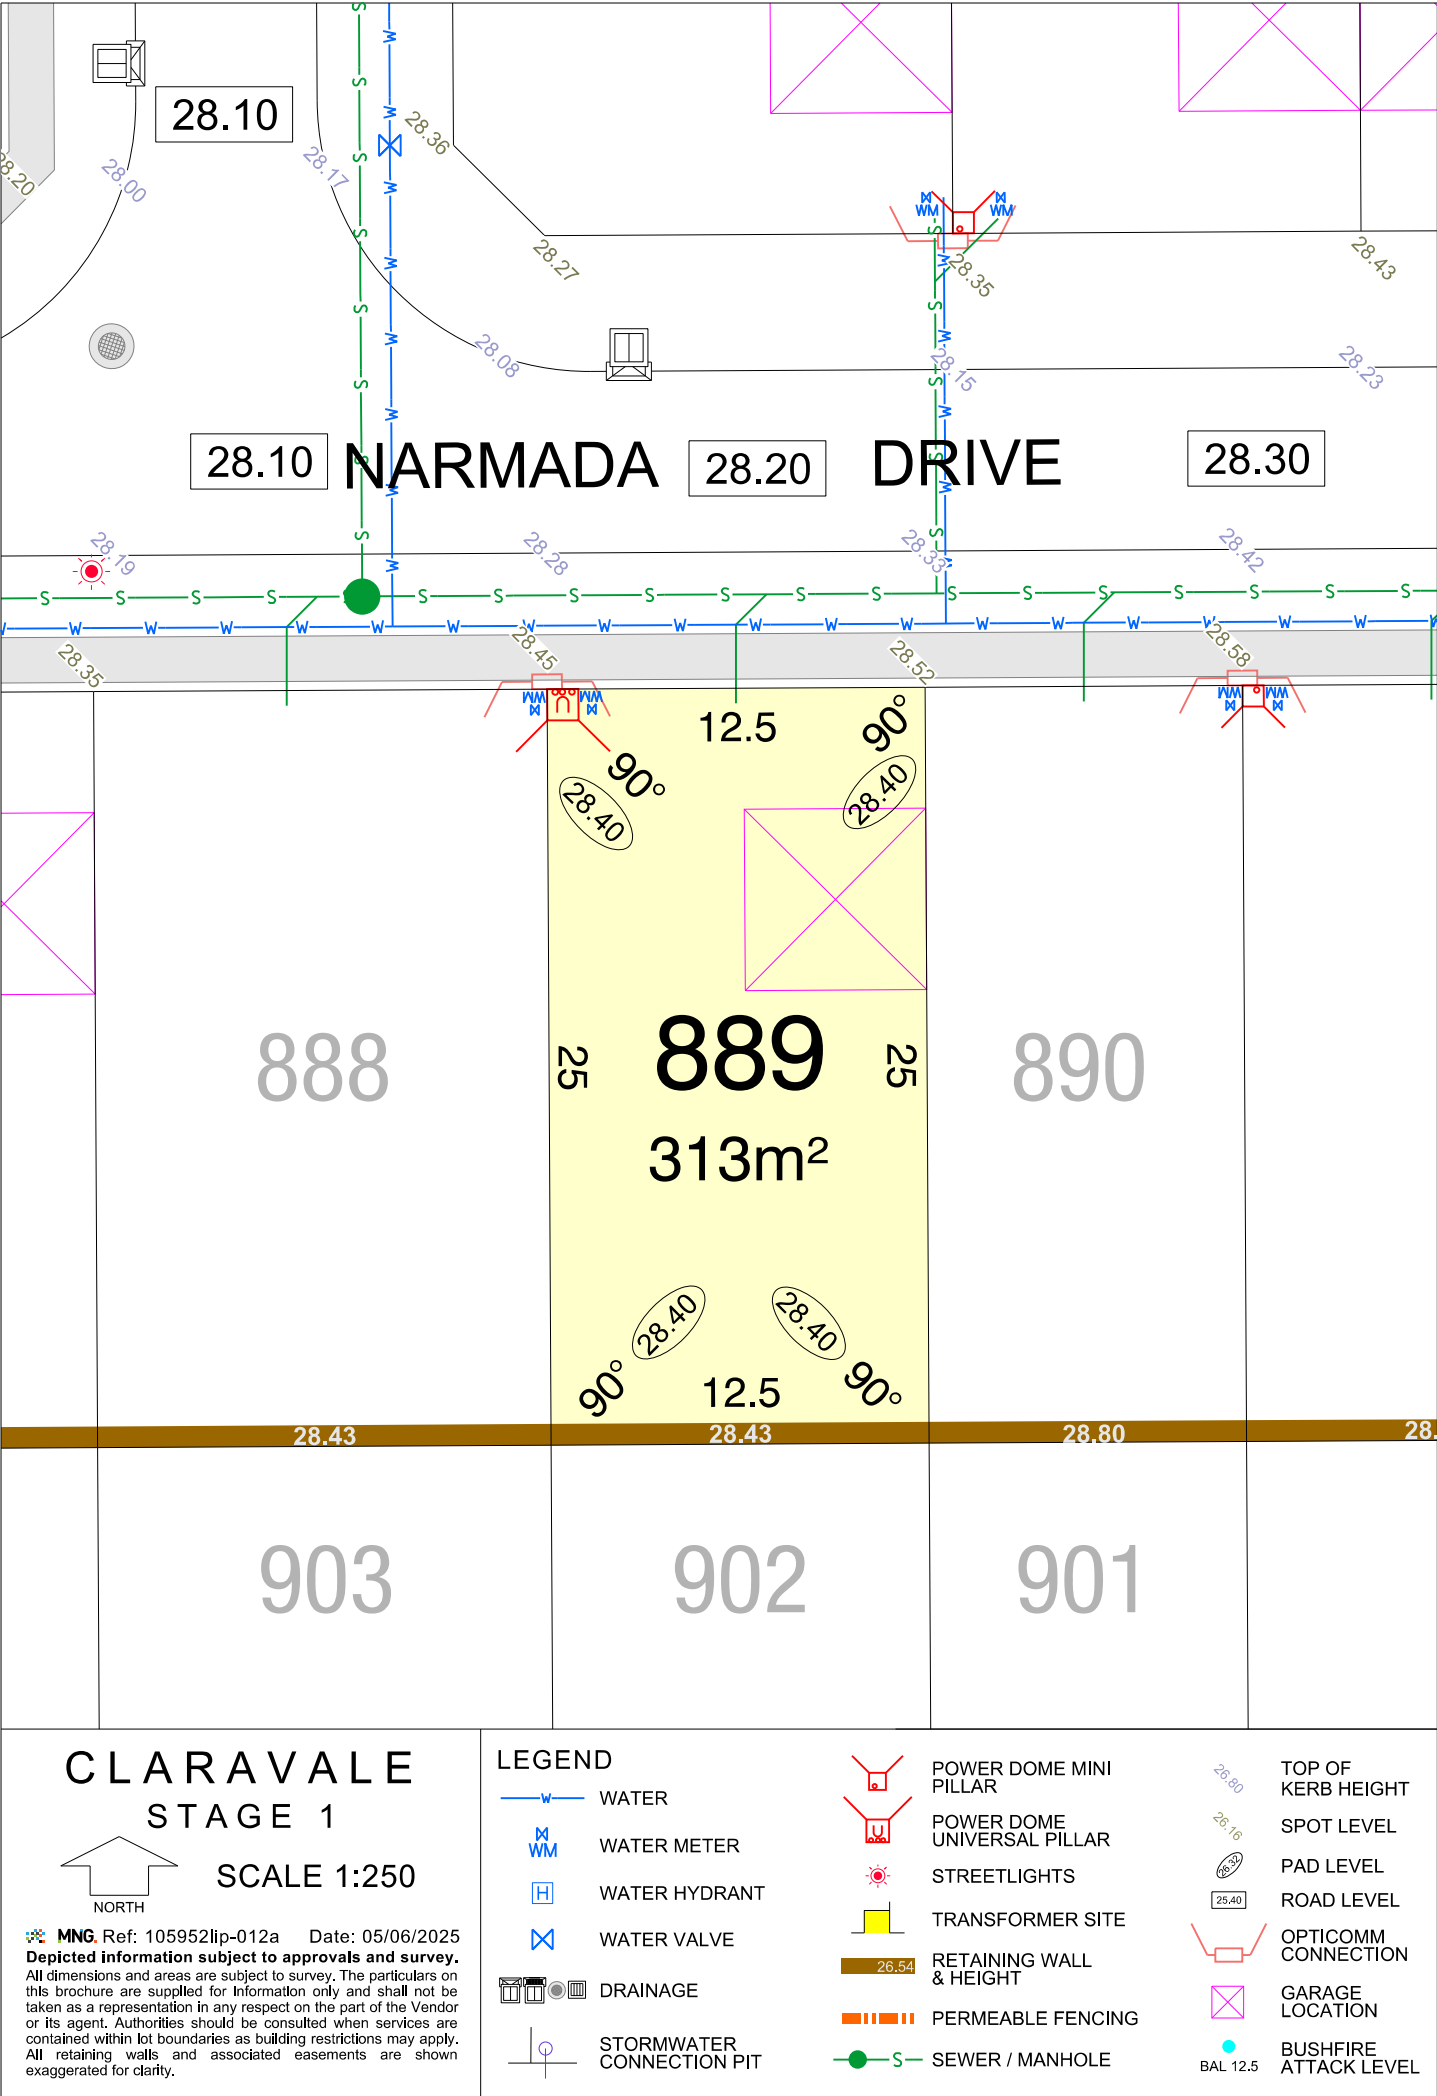 28.10
28.36
28.20
28.00
28.17
WM
WM
28.27
28.35
28.43
28.08
28.15
28.23
28.10 NARMADA 28.20 DRIVE 28.30
28.19
28.28
28.33
28.42
S S S S S S S S S S S S S S S S S S
W W W W W W W W W W W W W W W W W W
28.35
28.45
28.52
28.58
WM
WM
WM
WM
12.5
90°
90°
28.40
28.40
888
25
889
25
890
313m²
28.40
28.40
90°
12.5
90°
28.43
28.43
28.80
28.
903
902
901
CLARAVALE
STAGE 1
SCALE 1:250
NORTH
MNG. Ref: 105952lip-012a Date: 05/06/2025
Depicted information subject to approvals and survey.
All dimensions and areas are subject to survey. The particulars on
this brochure are supplied for information only and shall not be
taken as a representation in any respect on the part of the Vendor
or its agent. Authorities should be consulted when services are
contained within lot boundaries as building restrictions may apply.
All retaining walls and associated easements are shown
exaggerated for clarity.
LEGEND
W WATER
WM WATER METER
H WATER HYDRANT
WATER VALVE
DRAINAGE
STORMWATER
CONNECTION PIT
POWER DOME MINI
PILLAR
POWER DOME
UNIVERSAL PILLAR
STREETLIGHTS
TRANSFORMER SITE
26.54 RETAINING WALL
& HEIGHT
PERMEABLE FENCING
S SEWER / MANHOLE
26.80 TOP OF
KERB HEIGHT
26.16 SPOT LEVEL
26.32 PAD LEVEL
25.40 ROAD LEVEL
OPTICOMM
CONNECTION
GARAGE
LOCATION
BAL 12.5 BUSHFIRE
ATTACK LEVEL